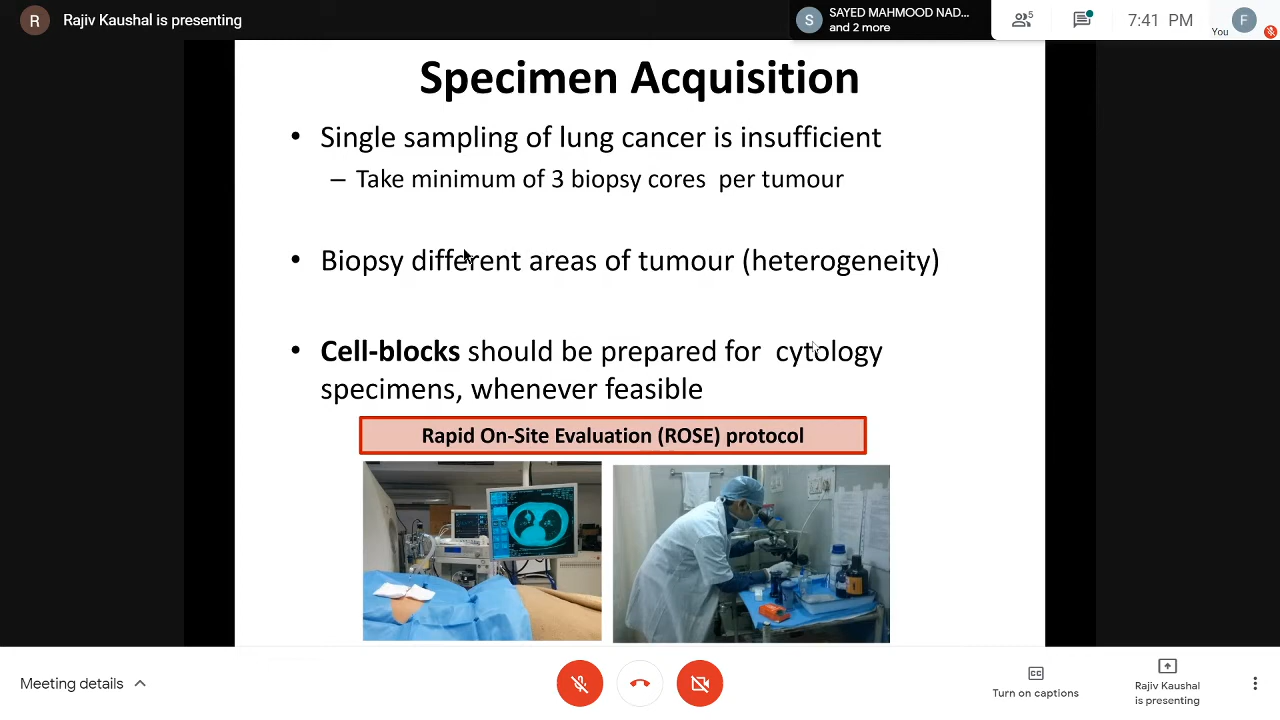 R
Rajiv Kaushal is presenting
S
SAYED MAHMOOD NAD...
and 2 more
5
7:41 PM
You
F
Specimen Acquisition
• Single sampling of lung cancer is insufficient
– Take minimum of 3 biopsy cores per tumour
• Biopsy different areas of tumour (heterogeneity)
• Cell-blocks should be prepared for cytology
specimens, whenever feasible
Rapid On-Site Evaluation (ROSE) protocol
Meeting details
CC
Turn on captions
Rajiv Kaushal
is presenting